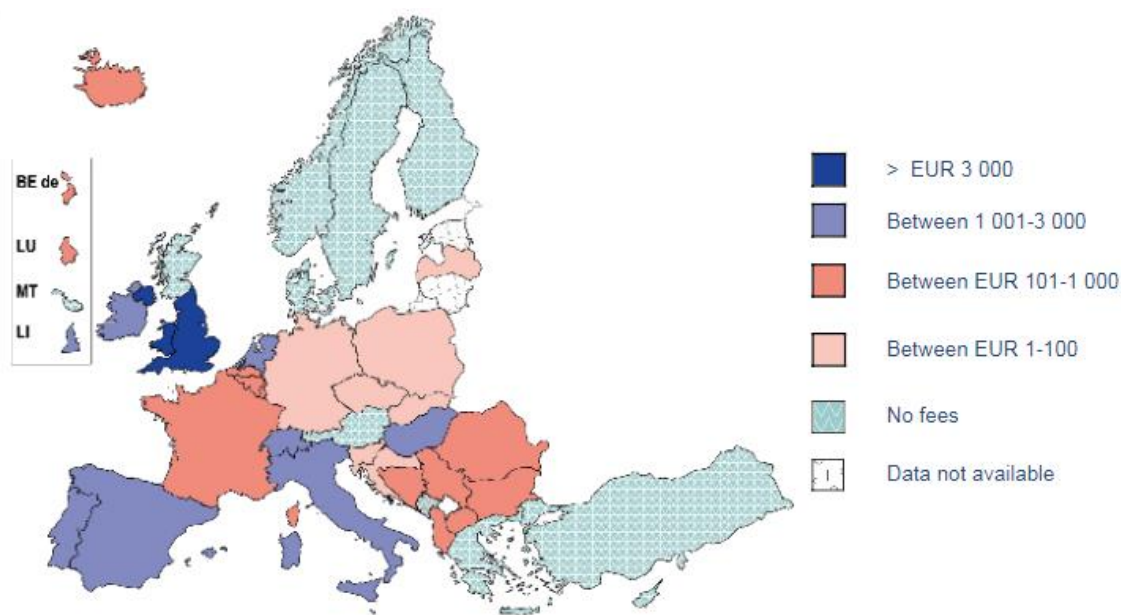 BE de
LU
MT
LI
> EUR 3 000
Between 1 001-3 000
Between EUR 101-1 000
Between EUR 1-100
No fees
Data not available